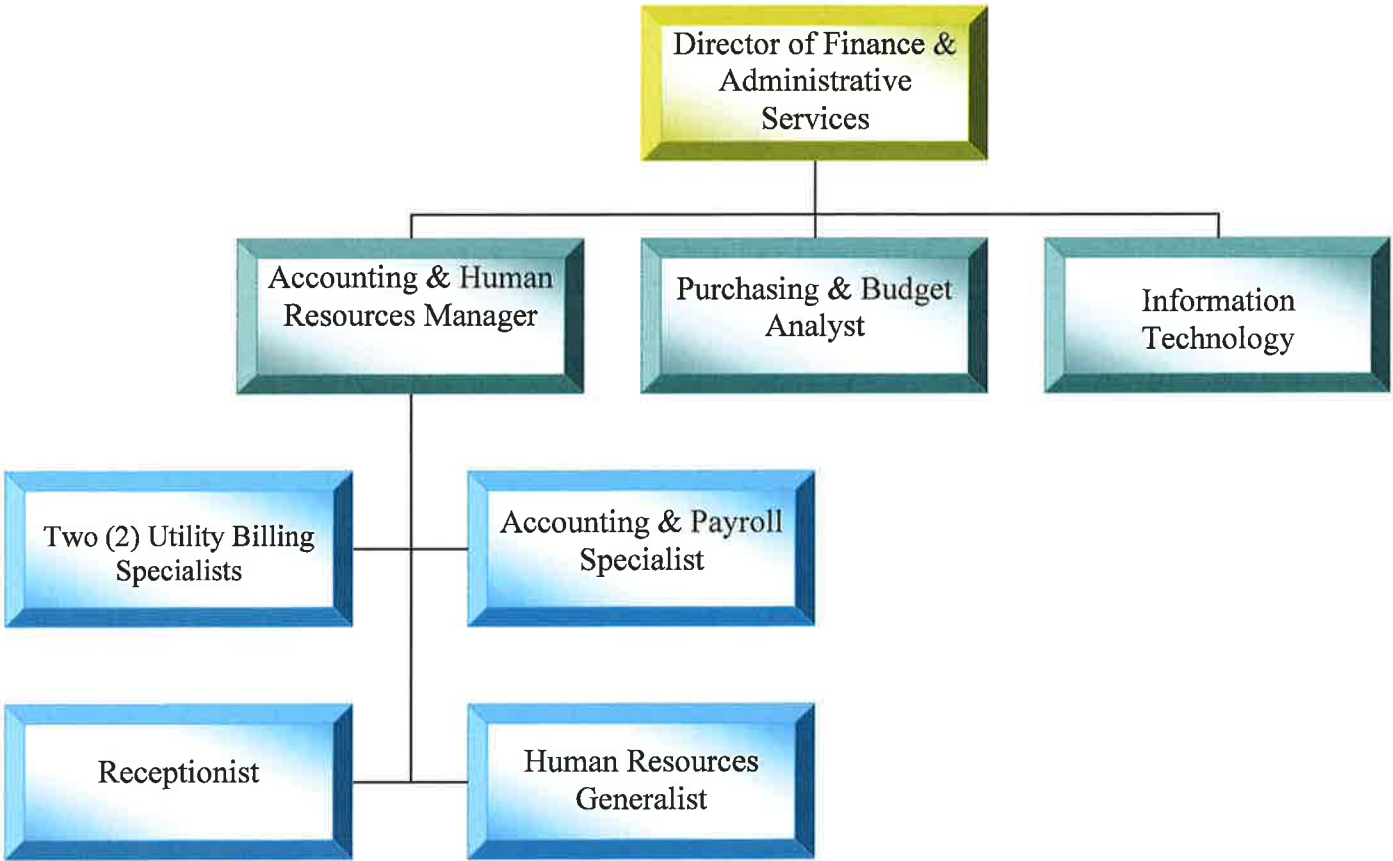 Director of Finance &
Administrative
Services
Accounting & Human
Resources Manager
Purchasing & Budget
Analyst
Information
Technology
Two (2) Utility Billing
Specialists
Accounting & Payroll
Specialist
Receptionist
Human Resources
Generalist